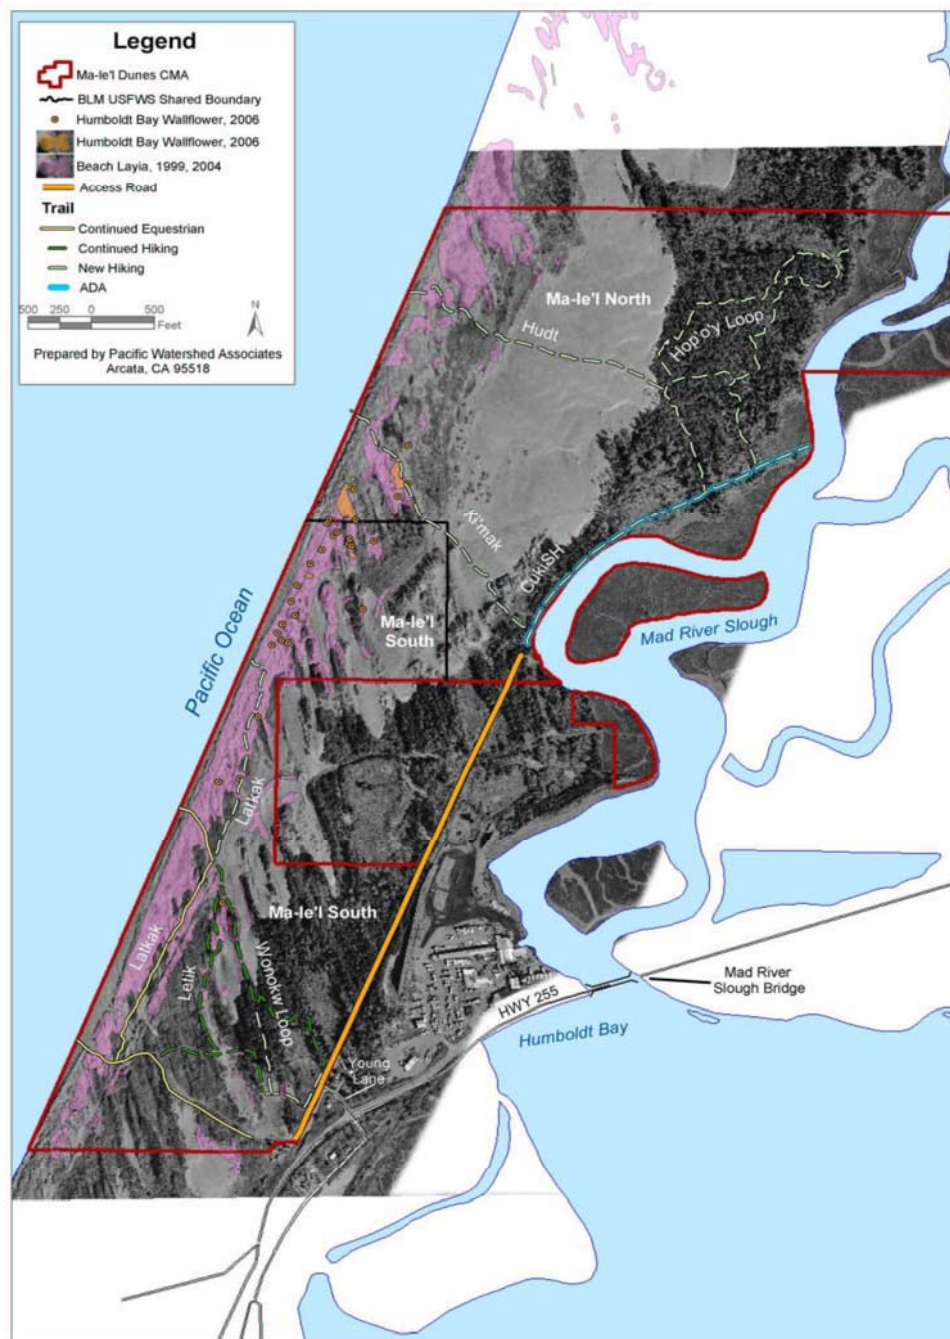 Legend
Ma-le'l Dunes CMA
BLM USFWS Shared Boundary
Humboldt Bay Wallflower, 2006
Humboldt Bay Wallflower, 2006
Beach Layia, 1999, 2004
Access Road
Trail
Continued Equestrian
Continued Hiking
New Hiking
ADA
500 250 0 500
Feet
N
Prepared by Pacific Watershed Associates
Arcata, CA 95518
Ma-le'l North
Hudt
Hop'o'y Loop
Ki'mak
CukiSH
Ma-le'l
South
Mad River Slough
Pacific Ocean
Latkak
Ma-le'l South
Latkak
Letik
Wonokw Loop
Mad River
Slough Bridge
HWY 255
Humboldt Bay
Young
Lane